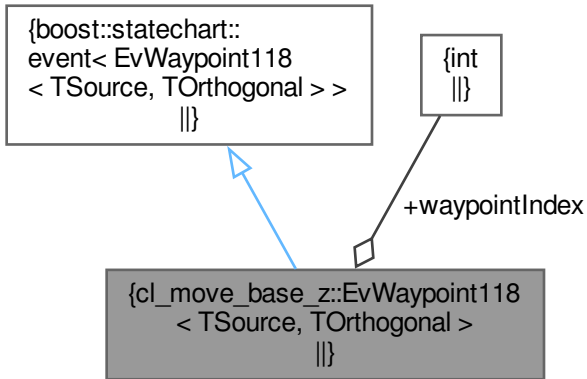 {boost::statechart::
event< EvWaypoint118
< TSource, TOrthogonal > >
||}
{int
||}
+waypointIndex
{cl_move_base_z::EvWaypoint118
< TSource, TOrthogonal >
||}